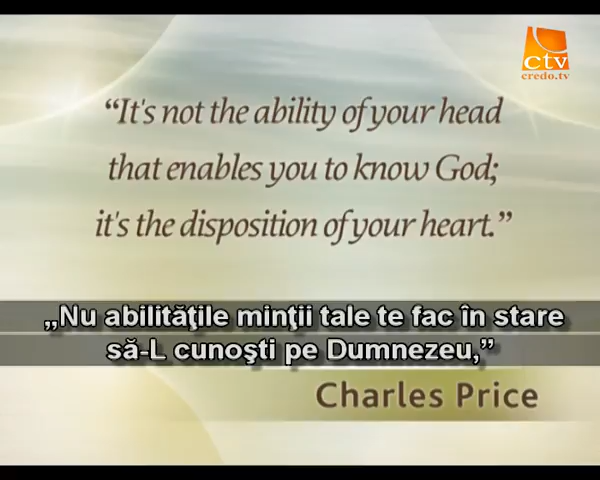 ctv
credo.tv
“It's not the ability of your head
that enables you to know God;
it's the disposition of your heart.”
„Nu abilităţile minţii tale te fac în stare
să-L cunoşti pe Dumnezeu,”
Charles Price